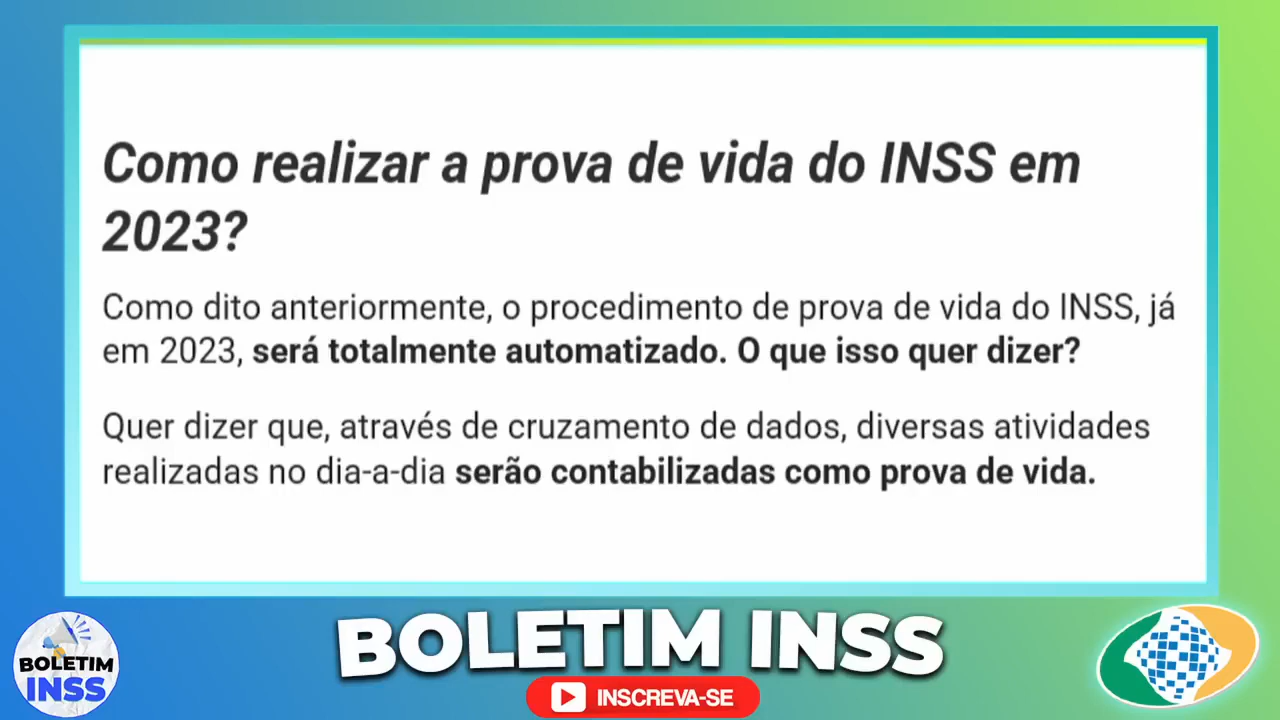 Como realizar a prova de vida do INSS em
2023?
Como dito anteriormente, o procedimento de prova de vida do INSS, já
em 2023, será totalmente automatizado. O que isso quer dizer?
Quer dizer que, através de cruzamento de dados, diversas atividades
realizadas no dia-a-dia serão contabilizadas como prova de vida.
BOLETIM
INSS
BOLETIM INSS
INSCREVA-SE